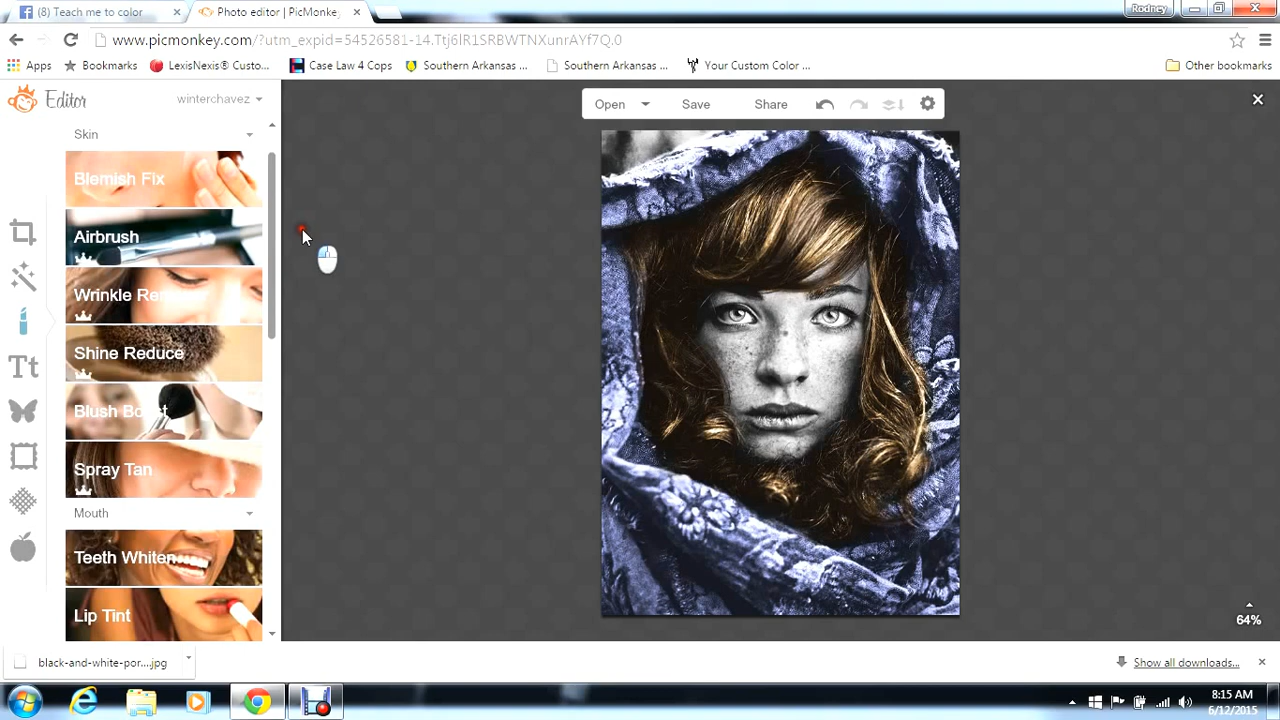 (8) Teach me to color
Photo editor | PicMonkey
Rodney
www.picmonkey.com/?utm_expid=54526581-14.Ttj6lR1SRBWTNXunrAYf7Q.0
Apps
Bookmarks
LexisNexis® Custo...
Case Law 4 Cops
Southern Arkansas ...
Southern Arkansas ...
Your Custom Color ...
Other bookmarks
Editor
winterchavez
Open
Save
Share
Skin
Blemish Fix
Airbrush
Wrinkle
Shine Reduce
Blush Boost
Spray Tan
Mouth
Teeth Whiten
Lip Tint
Tt
64%
black-and-white-por....jpg
Show all downloads...
8:15 AM
6/12/2015